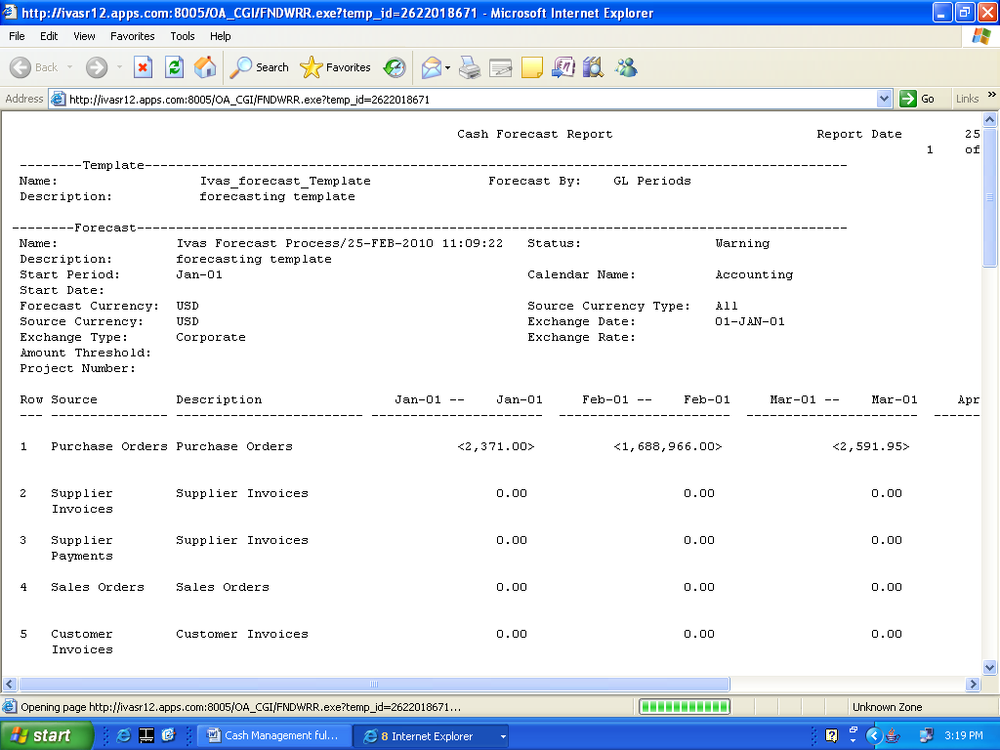 http://ivasr12.apps.com:8005/OA_CGI/FNDWRR.exe?temp_id=2622018671 - Microsoft Internet Explorer
File Edit View Favorites Tools Help
Back Search Favorites
Address http://ivasr12.apps.com:8005/OA_CGI/FNDWRR.exe?temp_id=2622018671 Go Links »
Cash Forecast Report Report Date 25
1 of
--------Template------------------------------------------------------------------------------------------
Name: Ivas_forecast_Template Forecast By: GL Periods
Description: forecasting template
--------Forecast-------------------------------------------------------------------------------------------
Name: Ivas Forecast Process/25-FEB-2010 11:09:22 Status: Warning
Description: forecasting template
Start Period: Jan-01 Calendar Name: Accounting
Start Date:
Forecast Currency: USD Source Currency Type: All
Source Currency: USD Exchange Date: 01-JAN-01
Exchange Type: Corporate Exchange Rate:
Amount Threshold:
Project Number:
Row Source Description Jan-01 -- Jan-01 Feb-01 -- Feb-01 Mar-01 -- Mar-01 Apr
--- --------------- ------------------------ ---------------------- ---------------------- ---------------------- ------
1 Purchase Orders Purchase Orders <2,371.00> <1,688,966.00> <2,591.95>
2 Supplier Supplier Invoices 0.00 0.00 0.00
Invoices
3 Supplier Supplier Invoices 0.00 0.00 0.00
Payments
4 Sales Orders Sales Orders 0.00 0.00 0.00
5 Customer Customer Invoices 0.00 0.00 0.00
Invoices
Opening page http://ivasr12.apps.com:8005/OA_CGI/FNDWRR.exe?temp_id=2622018671... Unknown Zone
start Cash Management ful... 8 Internet Explorer 3:19 PM